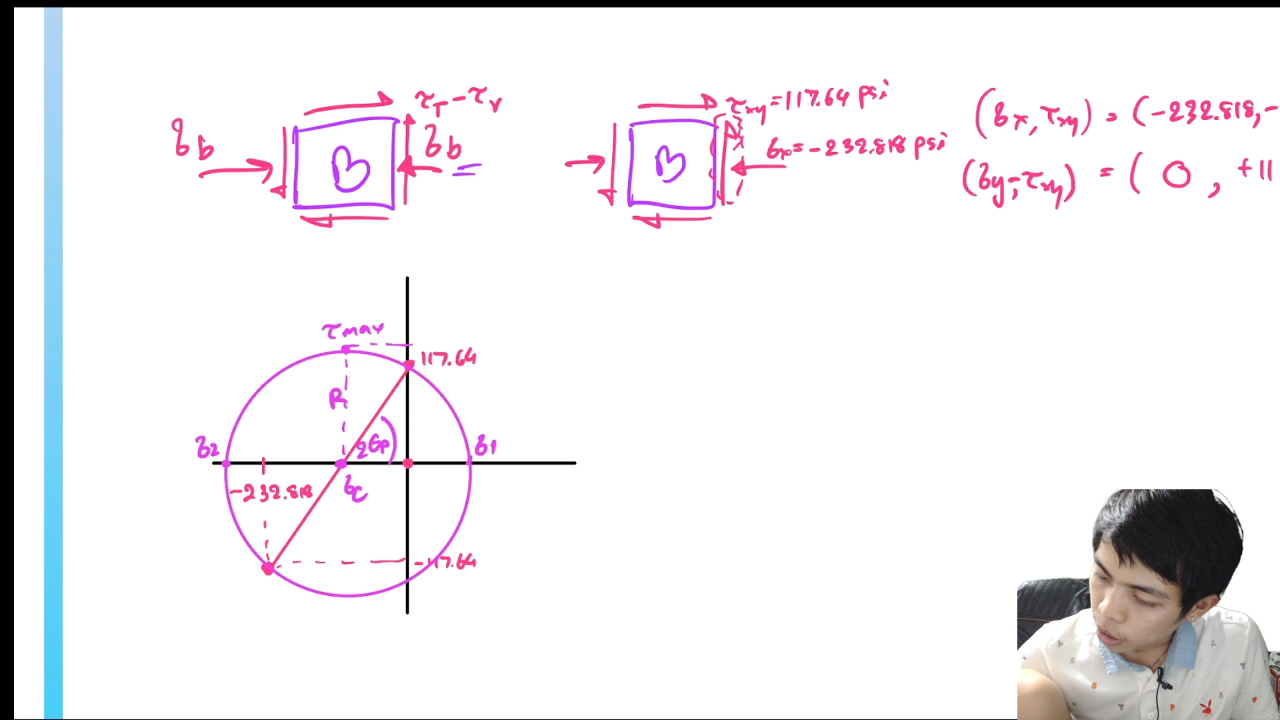 τT - τv
σb
σb
B
τxy = 117.64 psi
σx = -232.818 psi
B
(σx, τxy) = (-232.818, -
(σy, τxy) = ( 0 , +11
τmax
117.64
R
2θp
σ2
σ1
-232.818
σc
-117.64